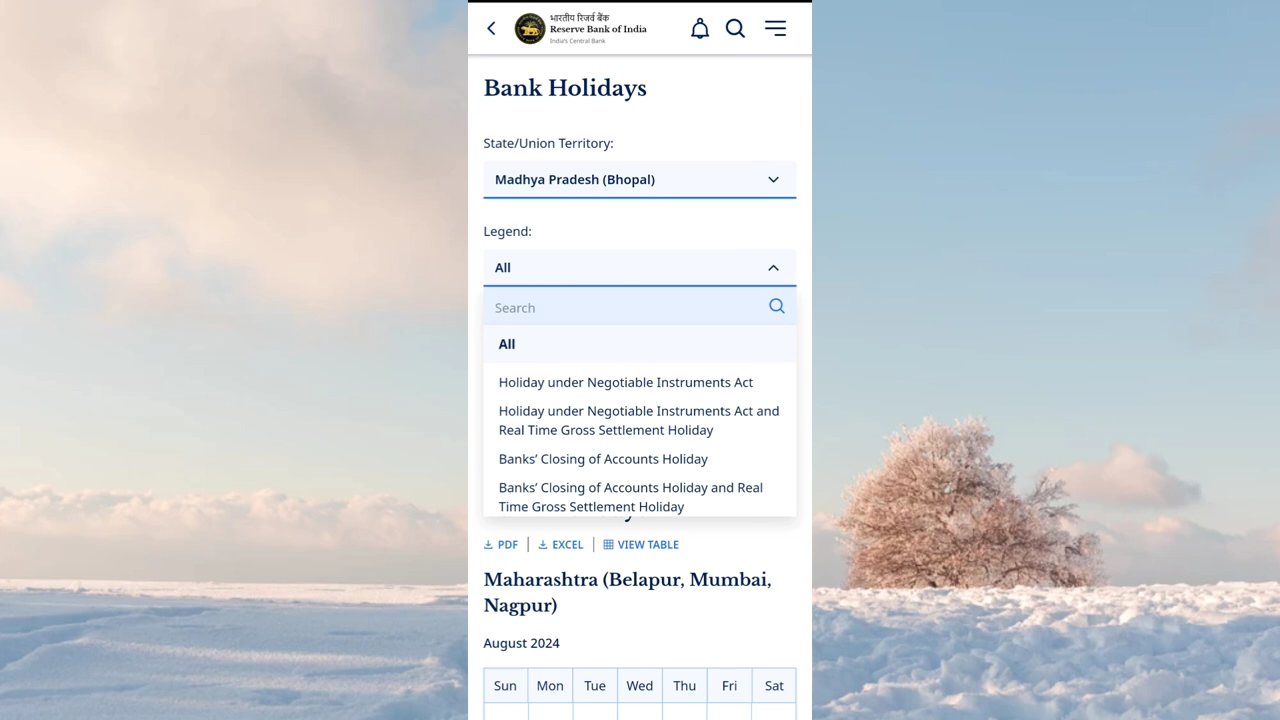 भारतीय रिजर्व बैंक
Reserve Bank of India
India's Central Bank
Bank Holidays
State/Union Territory:
Madhya Pradesh (Bhopal)
Legend:
All
Search
All
Holiday under Negotiable Instruments Act
Holiday under Negotiable Instruments Act and
Real Time Gross Settlement Holiday
Banks’ Closing of Accounts Holiday
Banks’ Closing of Accounts Holiday and Real
Time Gross Settlement Holiday
PDF
EXCEL
VIEW TABLE
Maharashtra (Belapur, Mumbai,
Nagpur)
August 2024
Sun Mon Tue Wed Thu Fri Sat